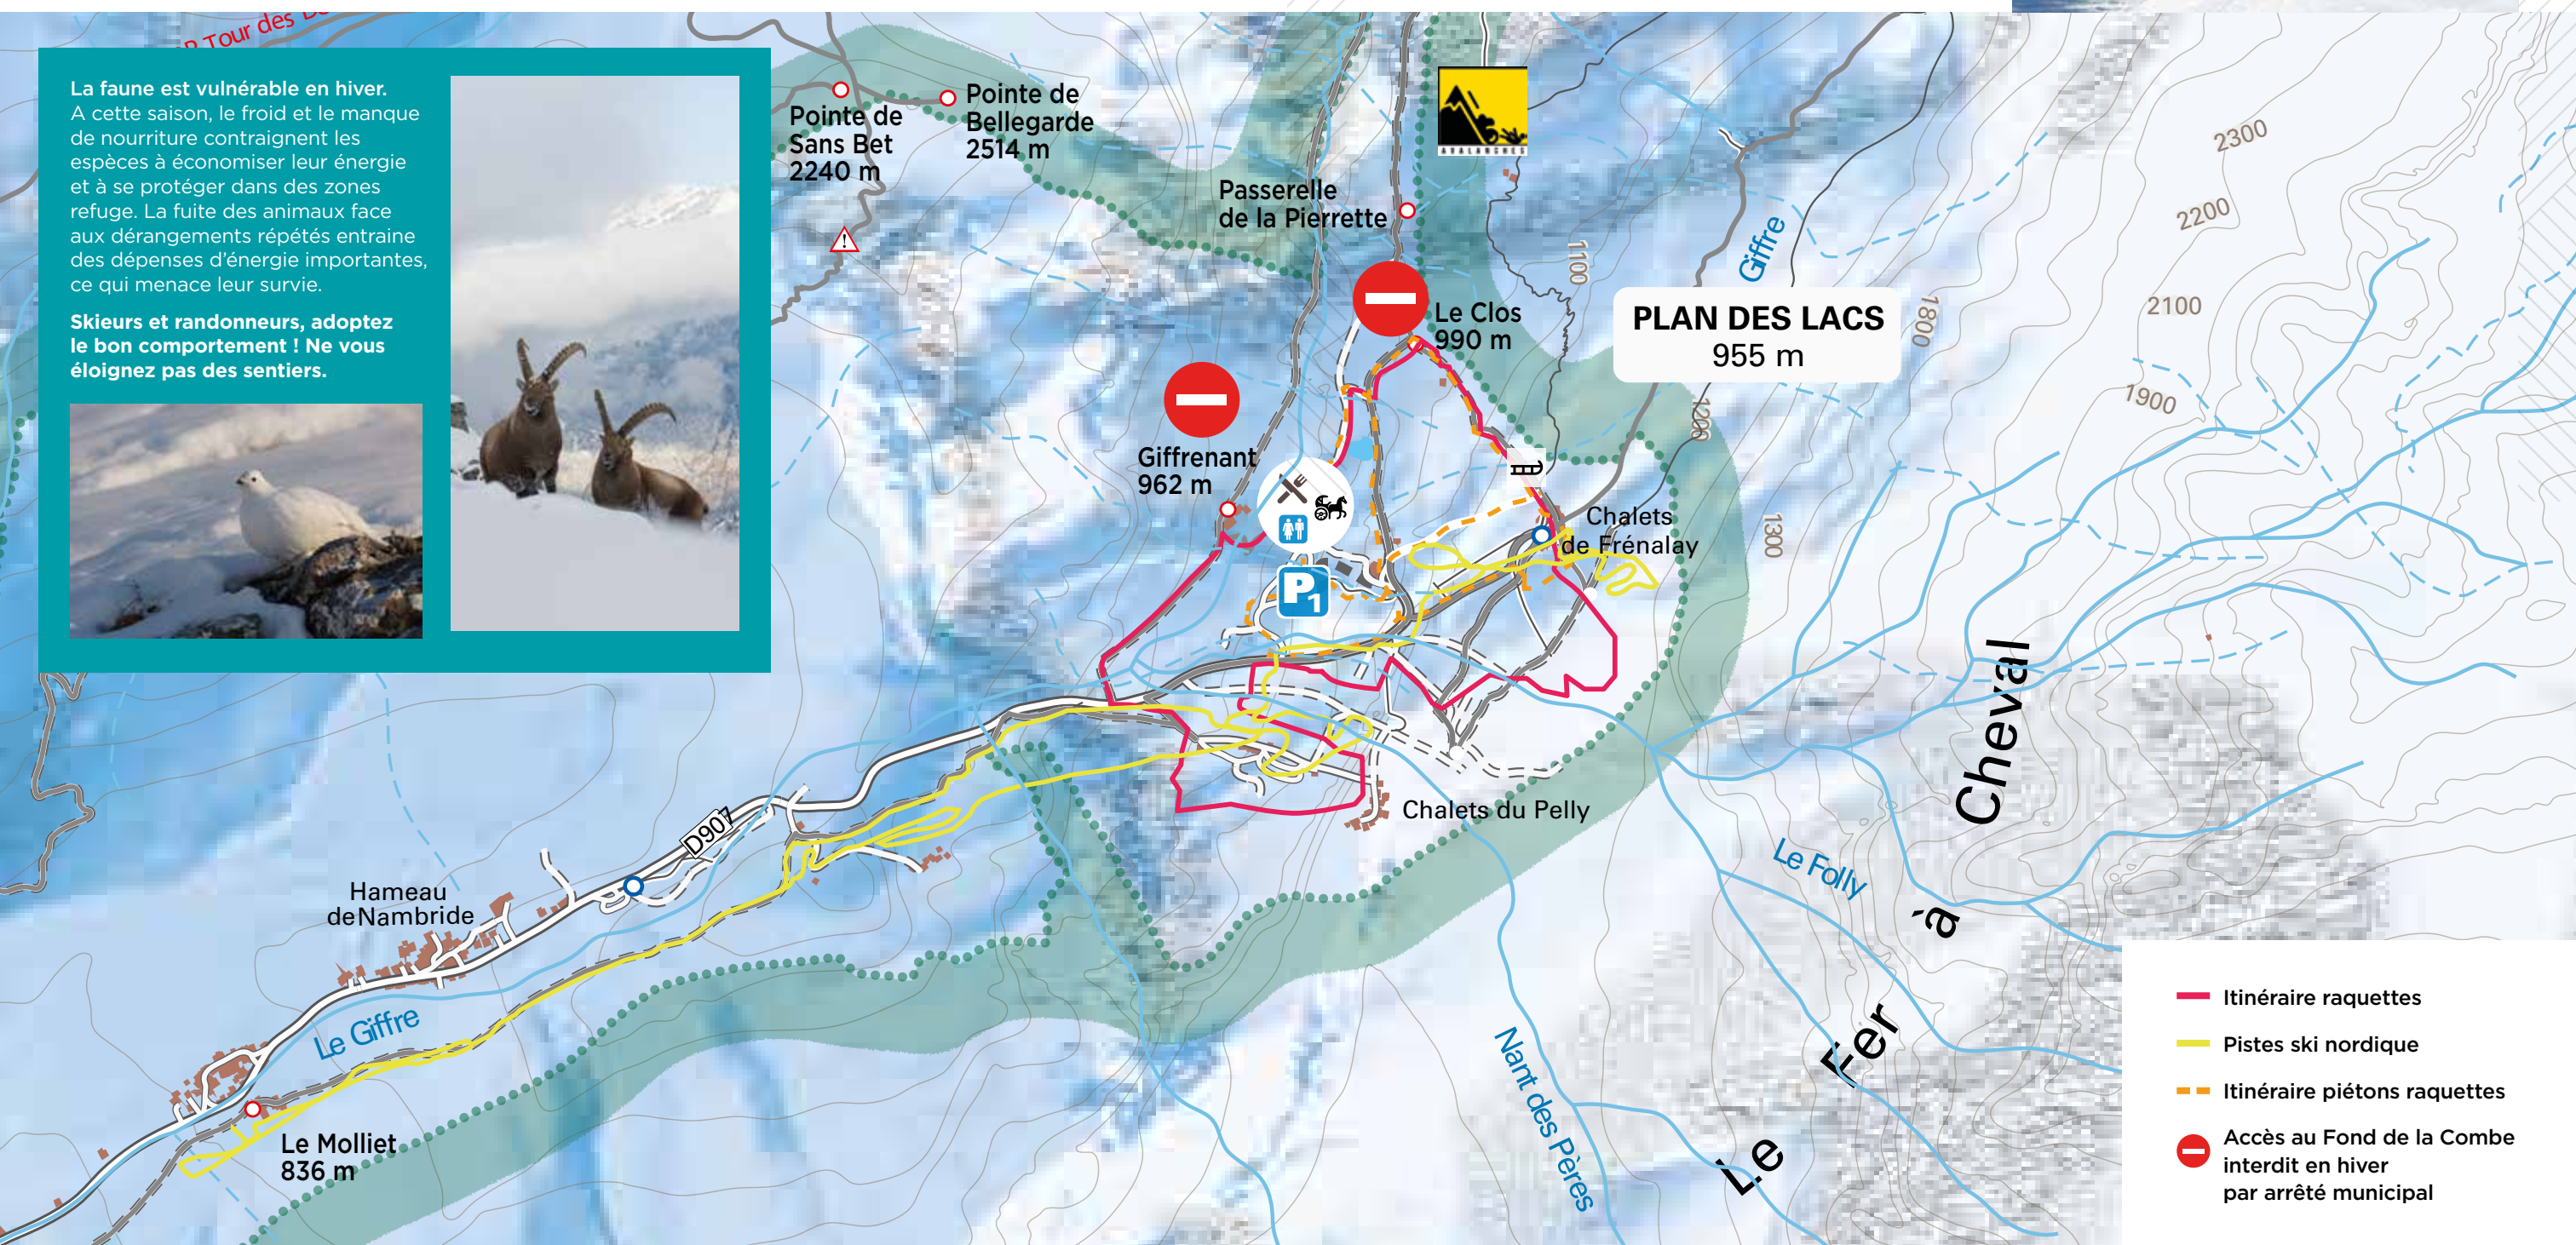 La faune est vulnérable en hiver.
A cette saison, le froid et le manque
de nourriture contraignent les
espèces à économiser leur énergie
et à se protéger dans des zones
refuge. La fuite des animaux face
aux dérangements répétés entraine
des dépenses d’énergie importantes,
ce qui menace leur survie.
Skieurs et randonneurs, adoptez
le bon comportement ! Ne vous
éloignez pas des sentiers.
Tour des
Pointe de
Sans Bet
2240 m
Pointe de
Bellegarde
2514 m
Passerelle
de la Pierrette
AVALANCHES
Le Clos
990 m
Giffrenant
962 m
P1
PLAN DES LACS
955 m
Giffre
1100
1200
1300
1800
1900
2100
2200
2300
Chalets
de Frénalay
Chalets du Pelly
D907
Hameau
deNambride
Le Giffre
Le Molliet
836 m
Nant des Pères
Le Folly
Le Fer à Cheval
Itinéraire raquettes
Pistes ski nordique
Itinéraire piétons raquettes
Accès au Fond de la Combe
interdit en hiver
par arrêté municipal